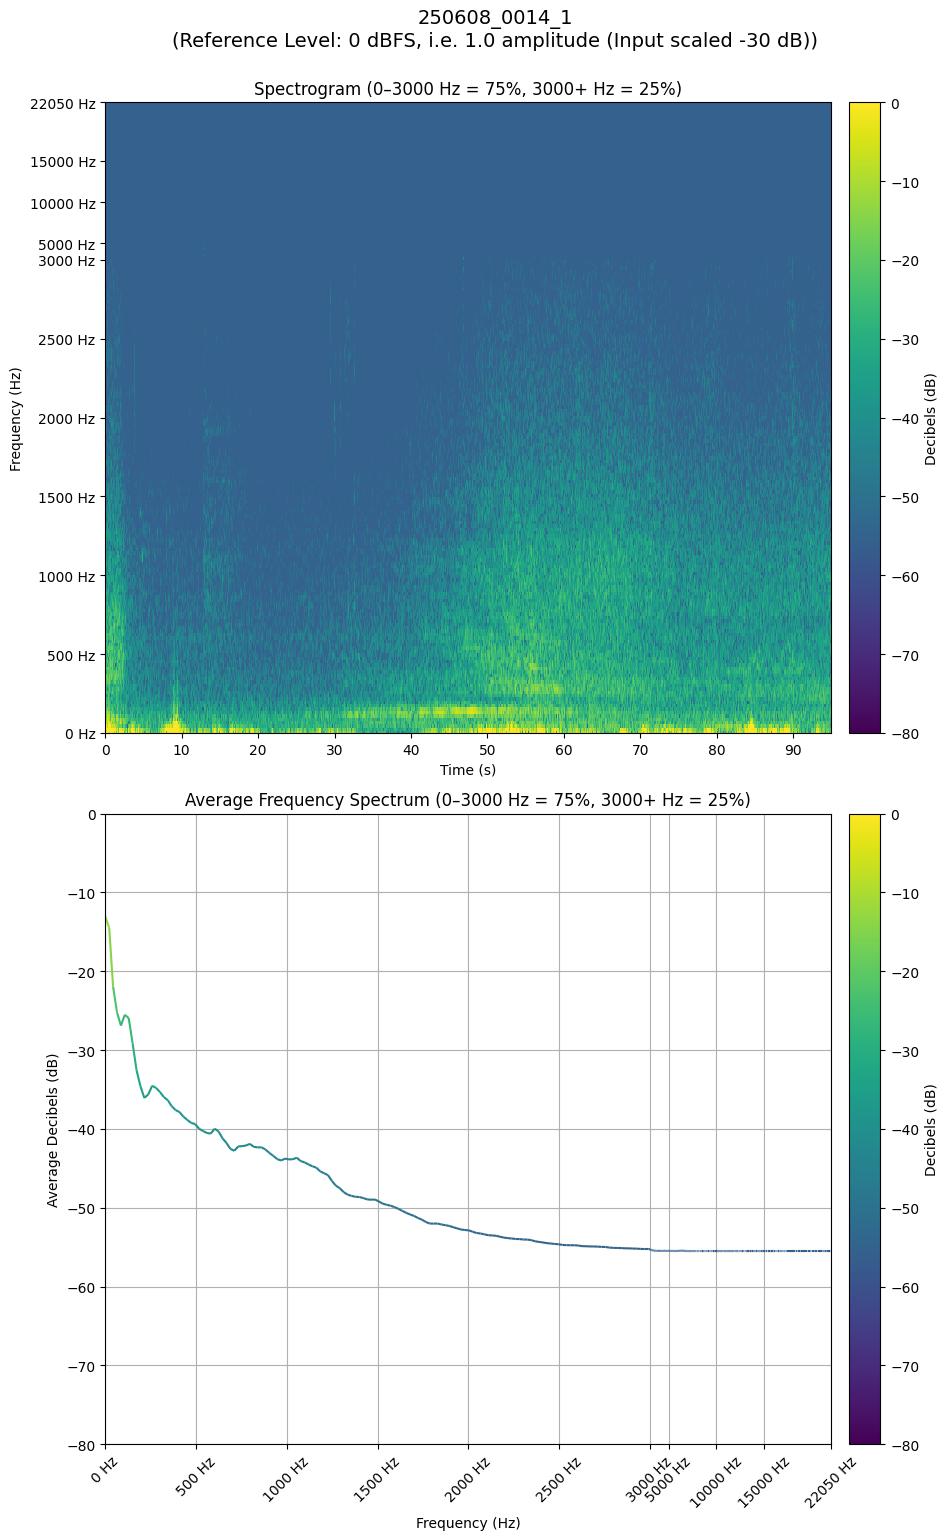 250608_0014_1
(Reference Level: 0 dBFS, i.e. 1.0 amplitude (Input scaled -30 dB))
Spectrogram (0–3000 Hz = 75%, 3000+ Hz = 25%)
22050 Hz
15000 Hz
10000 Hz
5000 Hz
3000 Hz
2500 Hz
2000 Hz
1500 Hz
1000 Hz
500 Hz
0 Hz
Frequency (Hz)
0 10 20 30 40 50 60 70 80 90
Time (s)
0
−10
−20
−30
−40
−50
−60
−70
−80
Decibels (dB)
Average Frequency Spectrum (0–3000 Hz = 75%, 3000+ Hz = 25%)
0
−10
−20
−30
−40
−50
−60
−70
−80
Average Decibels (dB)
0 Hz 500 Hz 1000 Hz 1500 Hz 2000 Hz 2500 Hz 3000 Hz 5000 Hz 10000 Hz 15000 Hz 22050 Hz
Frequency (Hz)
0
−10
−20
−30
−40
−50
−60
−70
−80
Decibels (dB)